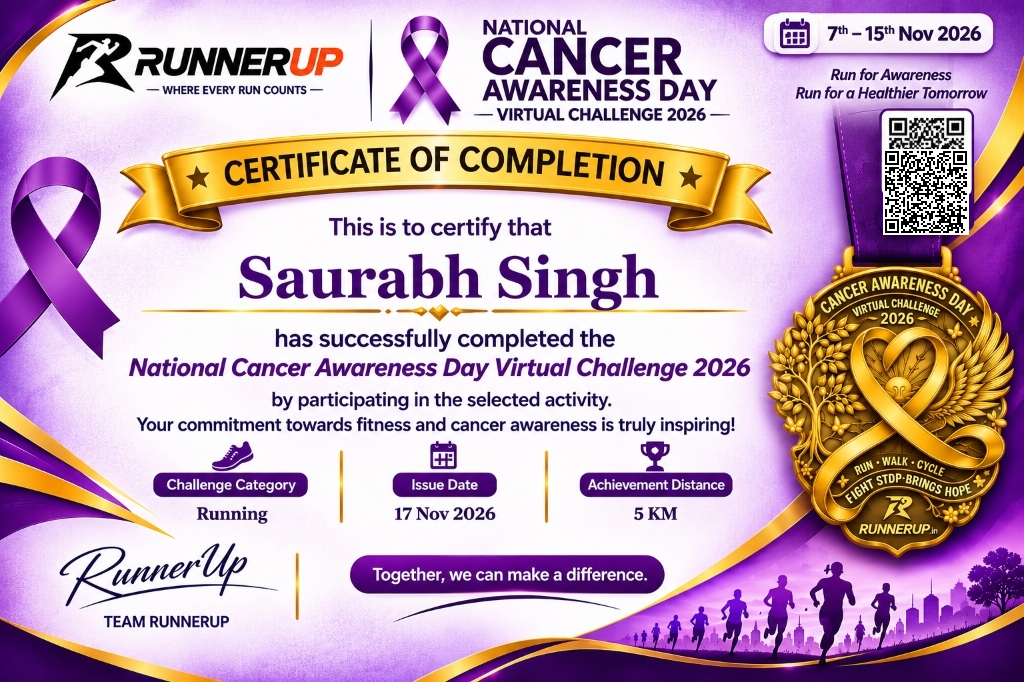 RUNNERUP
— WHERE EVERY RUN COUNTS —
NATIONAL
CANCER
AWARENESS DAY
— VIRTUAL CHALLENGE 2026 —
7th – 15th Nov 2026
Run for Awareness
Run for a Healthier Tomorrow
CERTIFICATE OF COMPLETION
This is to certify that
Saurabh Singh
has successfully completed the
National Cancer Awareness Day Virtual Challenge 2026
by participating in the selected activity.
Your commitment towards fitness and cancer awareness is truly inspiring!
Challenge Category
Running
Issue Date
17 Nov 2026
Achievement Distance
5 KM
RunnerUp
TEAM RUNNERUP
Together, we can make a difference.
CANCER AWARENESS DAY
VIRTUAL CHALLENGE
2026
RUN • WALK • CYCLE
FIGHT STDP·BRINGS HOPE
RUNNERUP.in